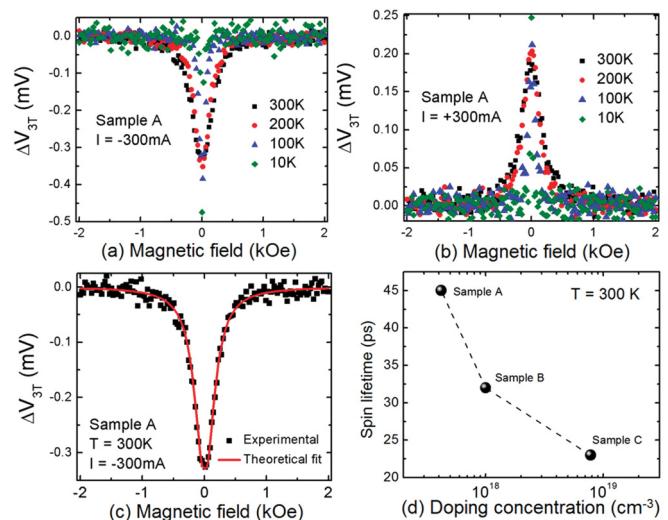 0.0
-0.1
-0.2
-0.3
-0.4
-0.5
ΔV3T (mV)
300K
200K
100K
10K
Sample A
I = -300mA
-2 -1 0 1 2
(a) Magnetic field (kOe)
0.25
0.20
0.15
0.10
0.05
0.00
ΔV3T (mV)
300K
200K
100K
10K
Sample A
I = +300mA
-2 -1 0 1 2
(b) Magnetic field (kOe)
0.0
-0.1
-0.2
-0.3
ΔV3T (mV)
Sample A
T = 300K
I = -300mA
Experimental
Theoretical fit
-2 -1 0 1 2
(c) Magnetic field (kOe)
45
40
35
30
25
20
Spin lifetime (ps)
Sample A
T = 300 K
Sample B
Sample C
10^18 10^19
(d) Doping concentration (cm-3)